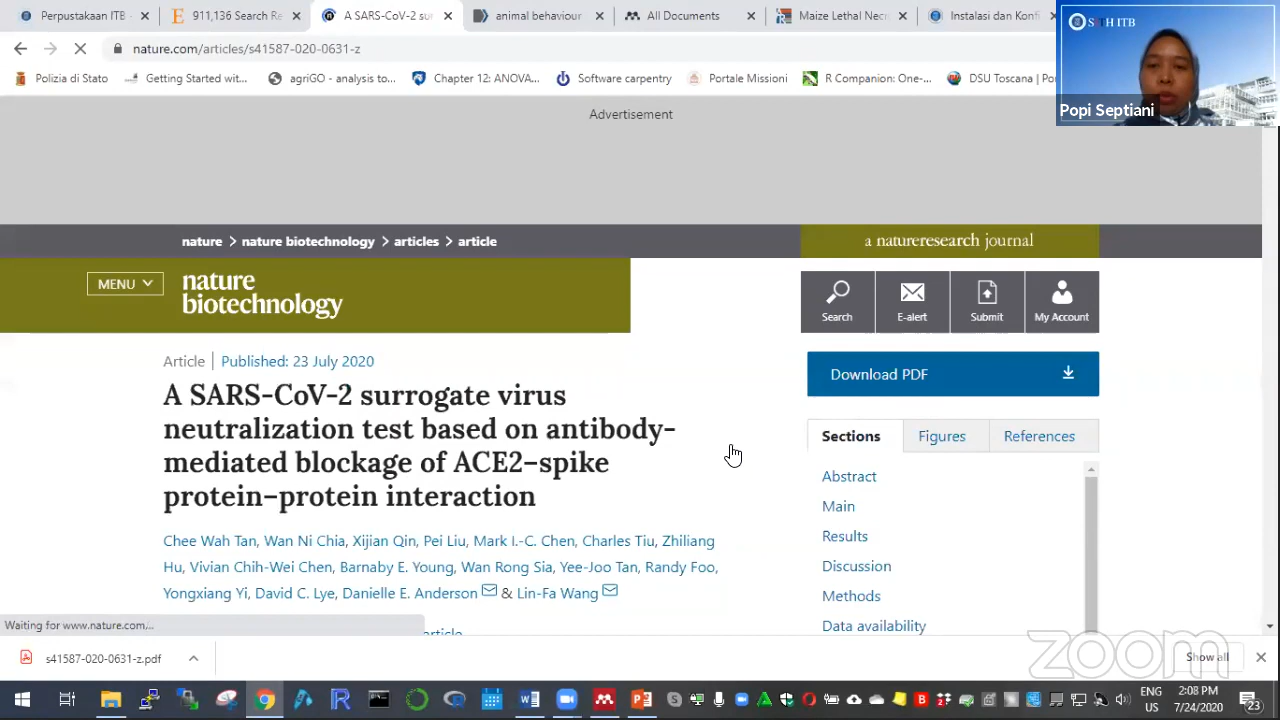 Perpustakaan ITB -
911,136 Search Re
A SARS-CoV-2 sur
animal behaviour
All Documents
Maize Lethal Necr
Instalasi dan Konfi
nature.com/articles/s41587-020-0631-z
Polizia di Stato
Getting Started wit...
agriGO - analysis to...
Chapter 12: ANOVA...
Software carpentry
Portale Missioni
R Companion: One-...
DSU Toscana | Po
S TH ITB
Popi Septiani
Advertisement
nature > nature biotechnology > articles > article
a natureresearch journal
MENU
nature
biotechnology
Search
E-alert
Submit
My Account
Article | Published: 23 July 2020
Download PDF
A SARS-CoV-2 surrogate virus
neutralization test based on antibody-
mediated blockage of ACE2–spike
protein–protein interaction
Sections
Figures
References
Abstract
Main
Results
Discussion
Methods
Data availability
Chee Wah Tan, Wan Ni Chia, Xijian Qin, Pei Liu, Mark I.-C. Chen, Charles Tiu, Zhiliang
Hu, Vivian Chih-Wei Chen, Barnaby E. Young, Wan Rong Sia, Yee-Joo Tan, Randy Foo,
Yongxiang Yi, David C. Lye, Danielle E. Anderson & Lin-Fa Wang
Waiting for www.nature.com...
article
s41587-020-0631-z.pdf
zoom
Show all
ENG
US
2:08 PM
7/24/2020
23